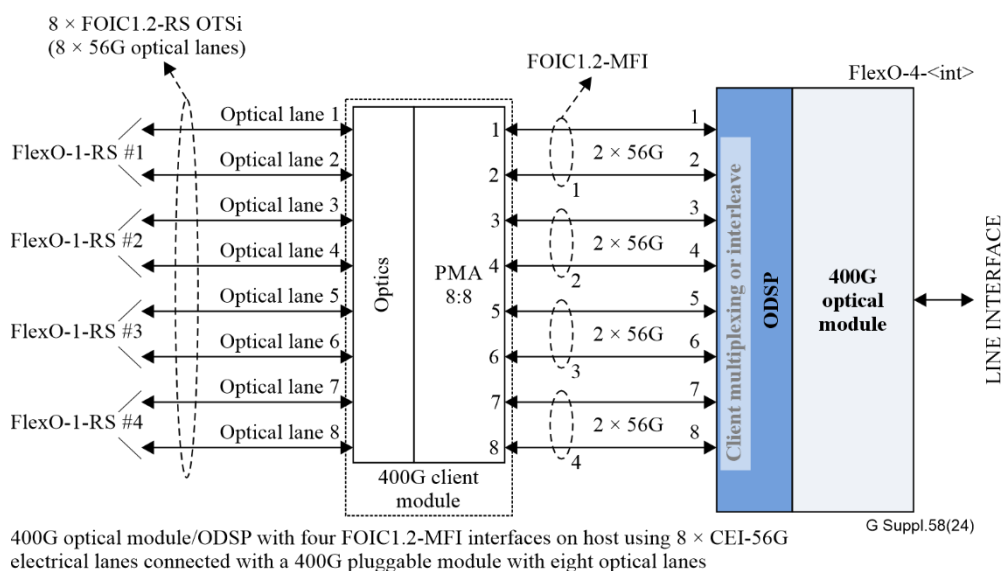 8 × FOIC1.2-RS OTSi
(8 × 56G optical lanes)
FOIC1.2-MFI
FlexO-4-<int>
Optical lane 1
1
1
FlexO-1-RS #1
2 × 56G
Optical lane 2
2
2
1
Optical lane 3
3
3
FlexO-1-RS #2
2 × 56G
Optical lane 4
4
4
2
Optics
PMA
8:8
Client multiplexing or interleave
ODSP
400G
optical
module
LINE INTERFACE
Optical lane 5
5
5
FlexO-1-RS #3
2 × 56G
Optical lane 6
6
6
3
Optical lane 7
7
7
FlexO-1-RS #4
2 × 56G
Optical lane 8
8
8
4
400G client
module
G Suppl.58(24)
400G optical module/ODSP with four FOIC1.2-MFI interfaces on host using 8 × CEI-56G
electrical lanes connected with a 400G pluggable module with eight optical lanes